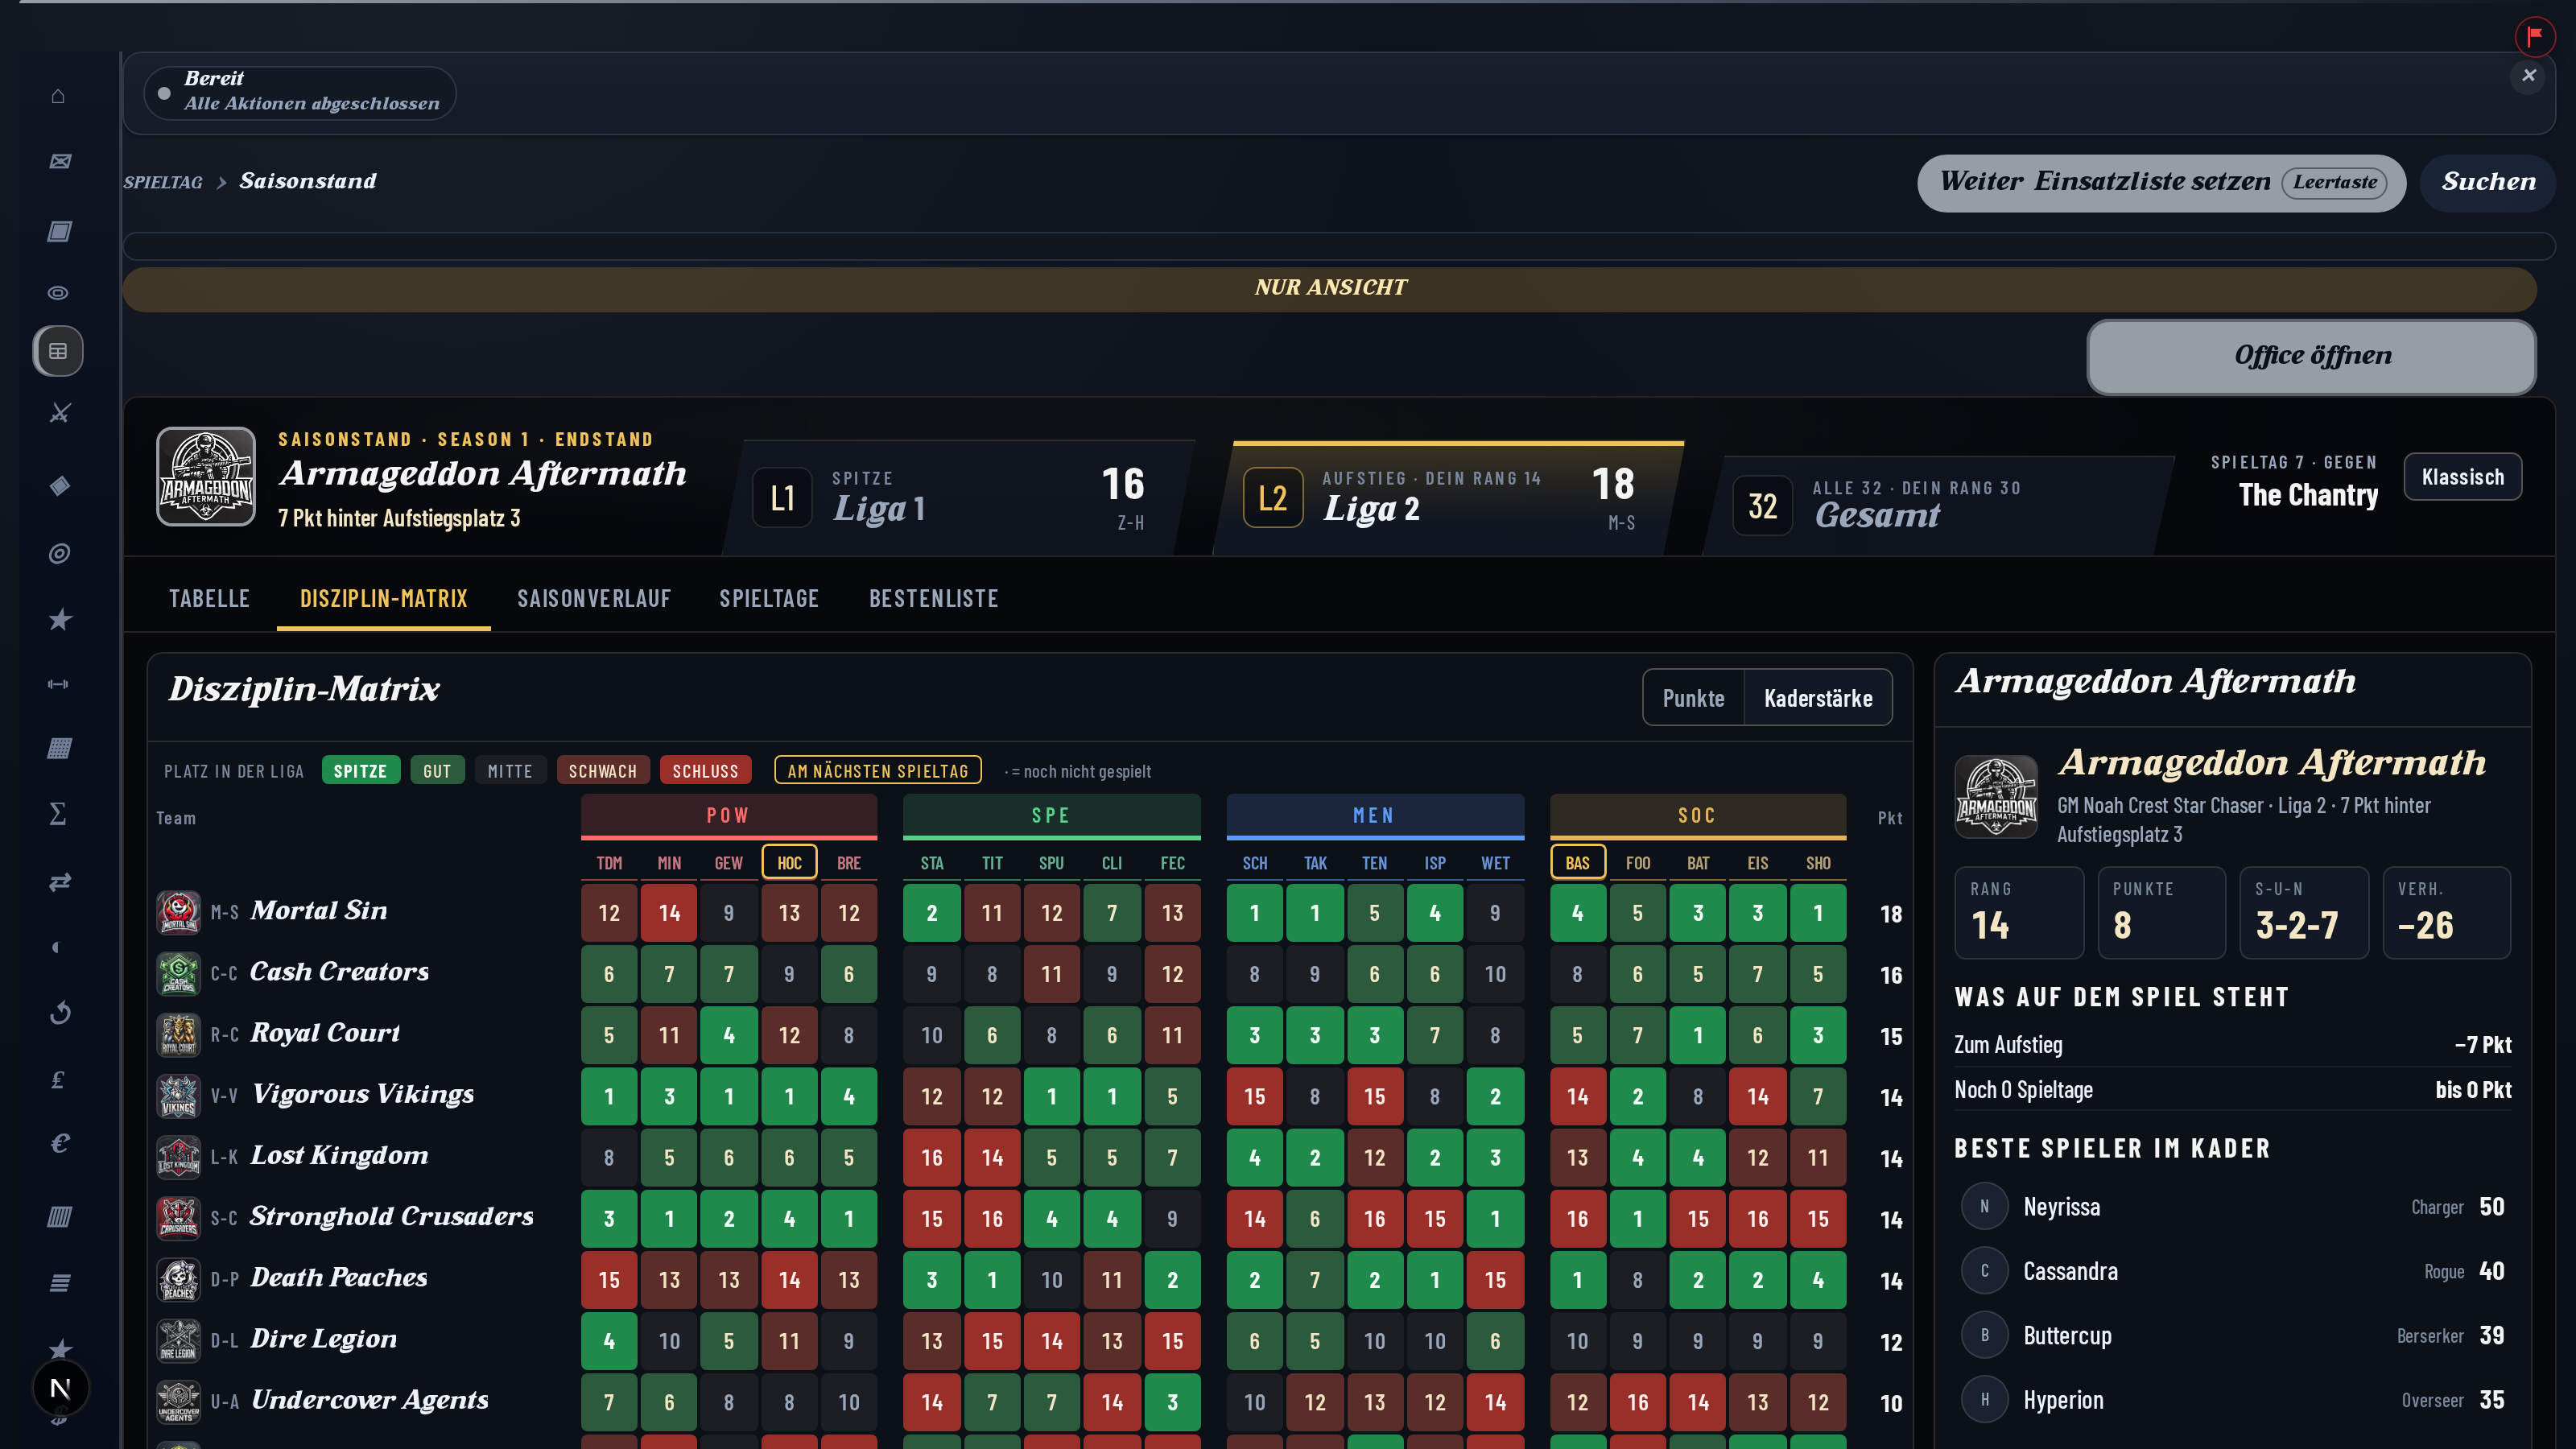 Bereit
Alle Aktionen abgeschlossen
SPIELTAG › Saisonstand
Weiter Einsatzliste setzen Leertaste
Suchen
NUR ANSICHT
Office öffnen
SAISONSTAND · SEASON 1 · ENDSTAND
Armageddon Aftermath
7 Pkt hinter Aufstiegsplatz 3
L1 SPITZE Liga 1 16 Z-H
L2 AUFSTIEG · DEIN RANG 14 Liga 2 18 M-S
32 ALLE 32 · DEIN RANG 30 Gesamt
SPIELTAG 7 · GEGEN
The Chantry
Klassisch
TABELLE DISZIPLIN-MATRIX SAISONVERLAUF SPIELTAGE BESTENLISTE
Disziplin-Matrix
Punkte Kaderstärke
PLATZ IN DER LIGA SPITZE GUT MITTE SCHWACH SCHLUSS AM NÄCHSTEN SPIELTAG · = noch nicht gespielt
Team POW SPE MEN SOC Pkt
TDM MIN GEW HOC BRE STA TIT SPU CLI FEC SCH TAK TEN ISP WET BAS FOO BAT EIS SHO
M-S Mortal Sin 12 14 9 13 12 2 11 12 7 13 1 1 5 4 9 4 5 3 3 1 18
C-C Cash Creators 6 7 7 9 6 9 8 11 9 12 8 9 6 6 10 8 6 5 7 5 16
R-C Royal Court 5 11 4 12 8 10 6 8 6 11 3 3 3 7 8 5 7 1 6 3 15
V-V Vigorous Vikings 1 3 1 1 4 12 12 1 1 5 15 8 15 8 2 14 2 8 14 7 14
L-K Lost Kingdom 8 5 6 6 5 16 14 5 5 7 4 2 12 2 3 13 4 4 12 11 14
S-C Stronghold Crusaders 3 1 2 4 1 15 16 4 4 9 14 6 16 15 1 16 1 15 16 15 14
D-P Death Peaches 15 13 13 14 13 3 1 10 11 2 2 7 2 1 15 1 8 2 2 4 14
D-L Dire Legion 4 10 5 11 9 13 15 14 13 15 6 5 10 10 6 10 9 9 9 9 12
U-A Undercover Agents 7 6 8 8 10 14 7 7 14 3 10 12 13 12 14 12 16 14 13 12 10
Armageddon Aftermath
Armageddon Aftermath
GM Noah Crest Star Chaser · Liga 2 · 7 Pkt hinter
Aufstiegsplatz 3
RANG PUNKTE S-U-N VERH.
14 8 3-2-7 −26
WAS AUF DEM SPIEL STEHT
Zum Aufstieg −7 Pkt
Noch 0 Spieltage bis 0 Pkt
BESTE SPIELER IM KADER
N Neyrissa Charger 50
C Cassandra Rogue 40
B Buttercup Berserker 39
H Hyperion Overseer 35